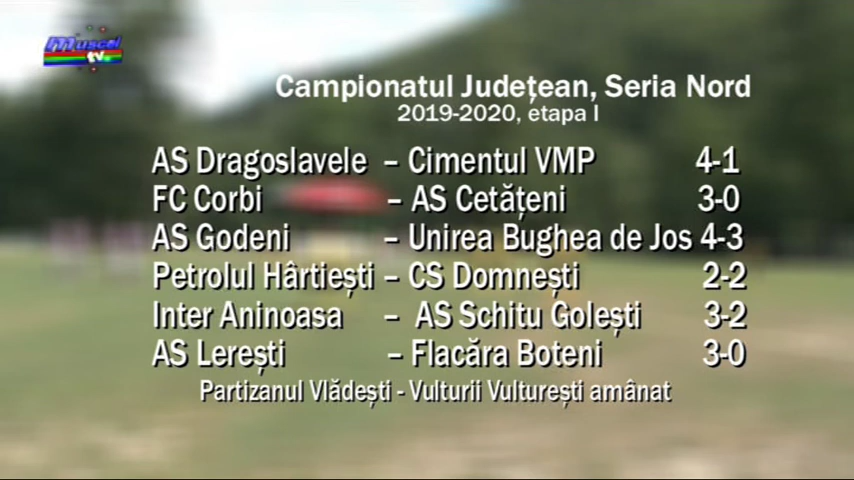 Muscel
tv
Campionatul Județean, Seria Nord
2019-2020, etapa I
AS Dragoslavele – Cimentul VMP 4-1
FC Corbi – AS Cetățeni 3-0
AS Godeni – Unirea Bughea de Jos 4-3
Petrolul Hârtiești – CS Domnești 2-2
Inter Aninoasa – AS Schitu Golești 3-2
AS Lerești – Flacăra Boteni 3-0
Partizanul Vlădești - Vulturii Vulturești amânat